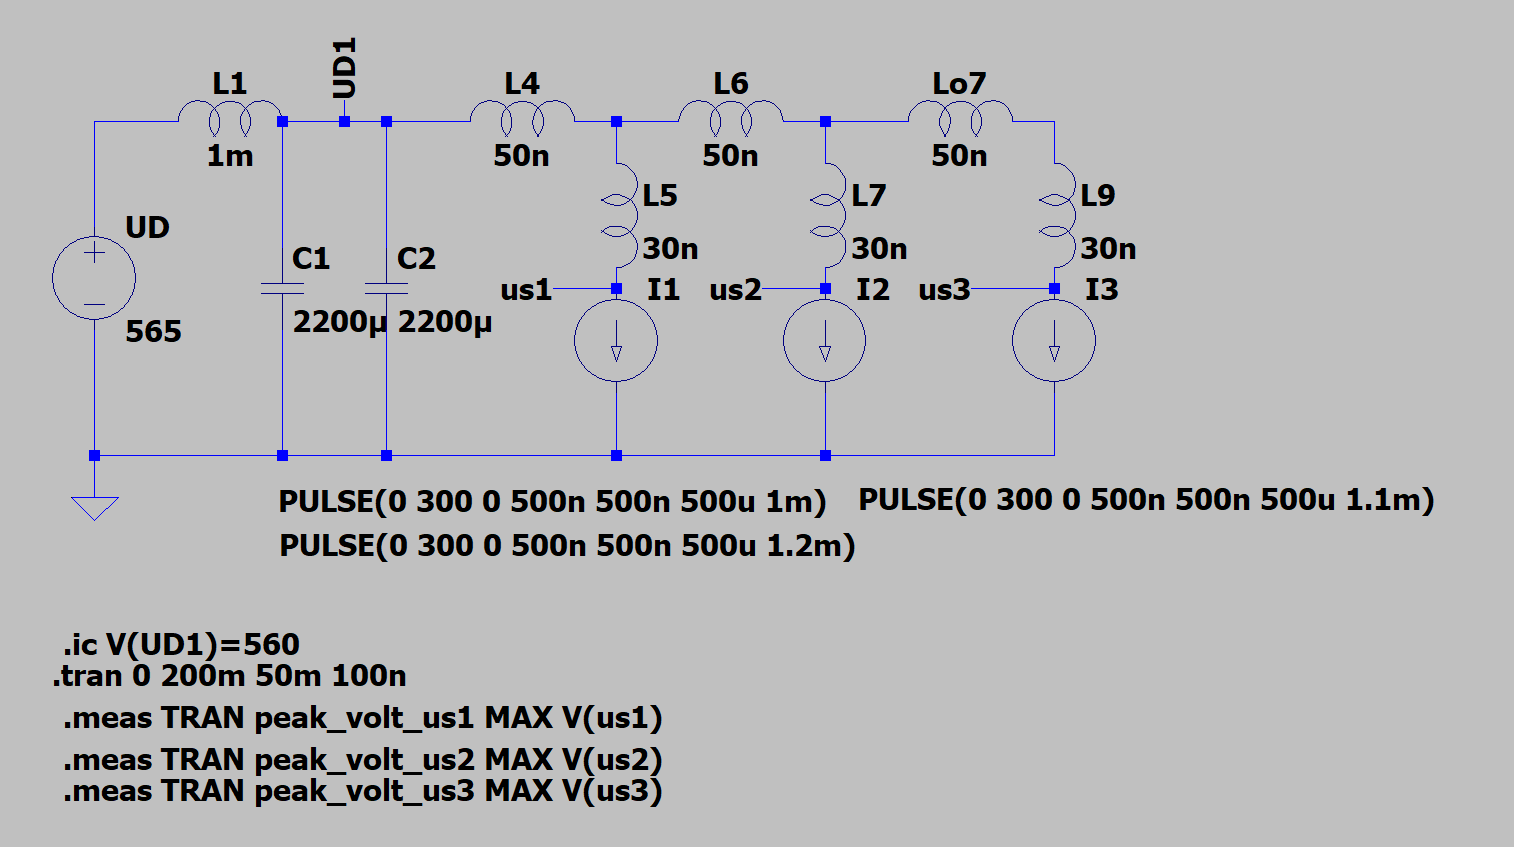 UD1
L1
L4
L6
Lo7
1m
50n
50n
50n
L5
L7
L9
UD
30n
30n
30n
C1
C2
us1
I1
us2
I2
us3
I3
565
2200µ
2200µ
PULSE(0 300 0 500n 500n 500u 1m)
PULSE(0 300 0 500n 500n 500u 1.1m)
PULSE(0 300 0 500n 500n 500u 1.2m)
.ic V(UD1)=560
.tran 0 200m 50m 100n
.meas TRAN peak_volt_us1 MAX V(us1)
.meas TRAN peak_volt_us2 MAX V(us2)
.meas TRAN peak_volt_us3 MAX V(us3)